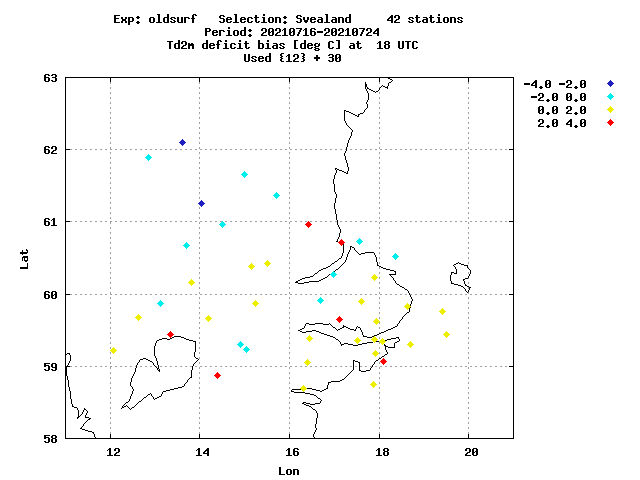 Exp: oldsurf Selection: Svealand 42 stations
Period: 20210716-20210724
Td2m deficit bias [deg C] at 18 UTC
Used {12} + 30
-4.0 -2.0
-2.0 0.0
0.0 2.0
2.0 4.0
63
62
61
Lat
60
59
58
12 14 16 18 20
Lon